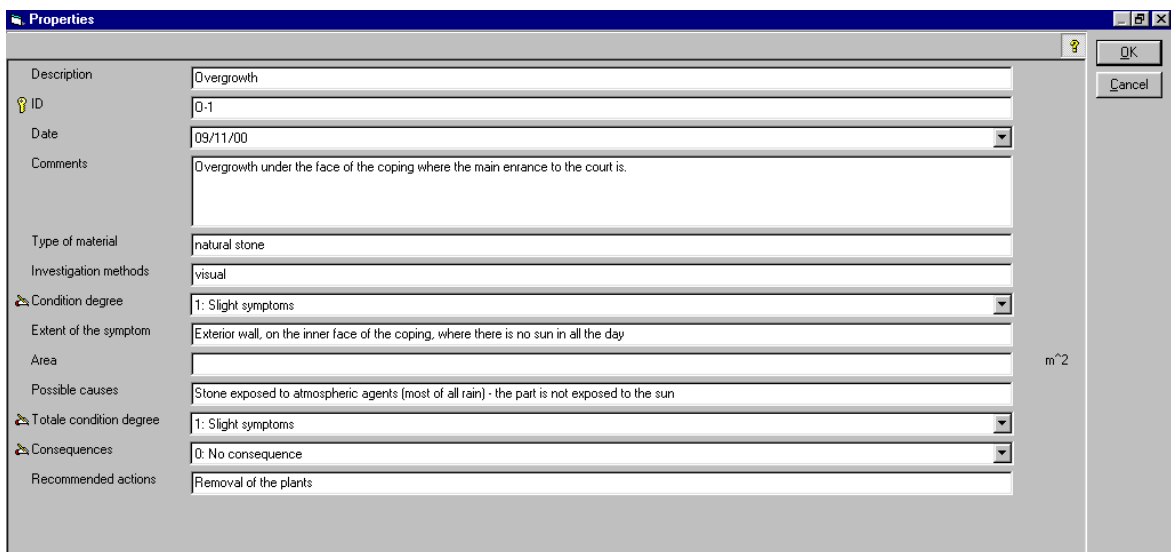 Properties
OK
Description Overgrowth
Cancel
ID O-1
Date 09/11/00
Comments Overgrowth under the face of the coping where the main enrance to the court is.
Type of material natural stone
Investigation methods visual
Condition degree 1: Slight symptoms
Extent of the symptom Exterior wall, on the inner face of the coping, where there is no sun in all the day
Area m^2
Possible causes Stone exposed to atmospheric agents (most of all rain) - the part is not exposed to the sun
Totale condition degree 1: Slight symptoms
Consequences 0: No consequence
Recommended actions Removal of the plants